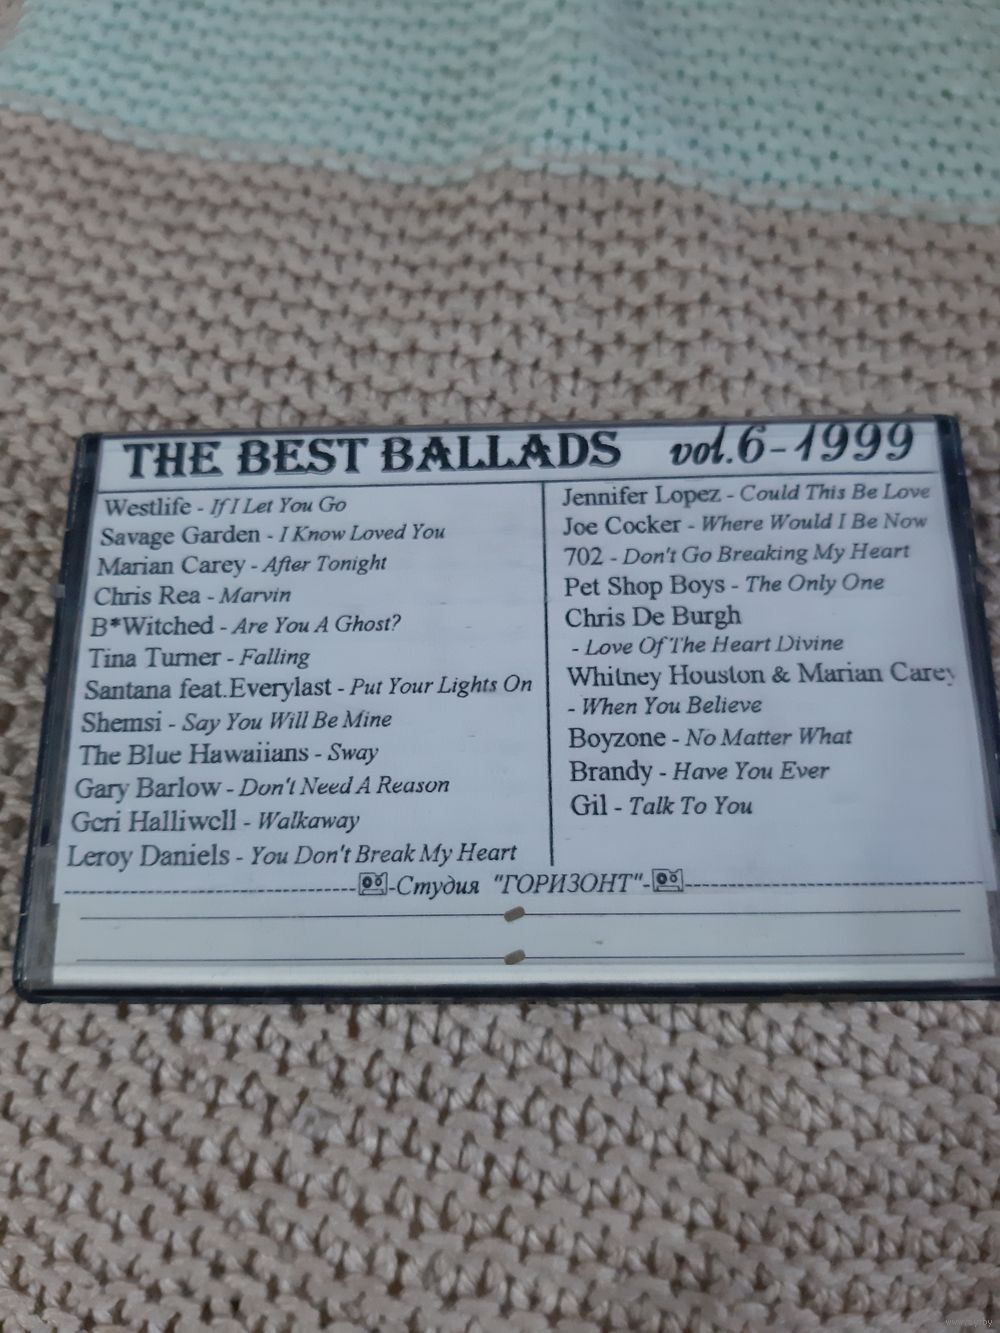 THE BEST BALLADS vol.6-1999
Westlife - If I Let You Go
Savage Garden - I Know Loved You
Marian Carey - After Tonight
Chris Rea - Marvin
B*Witched - Are You A Ghost?
Tina Turner - Falling
Santana feat.Everylast - Put Your Lights On
Shemsi - Say You Will Be Mine
The Blue Hawaiians - Sway
Gary Barlow - Don't Need A Reason
Geri Halliwell - Walkaway
Leroy Daniels - You Don't Break My Heart
Jennifer Lopez - Could This Be Love
Joe Cocker - Where Would I Be Now
702 - Don't Go Breaking My Heart
Pet Shop Boys - The Only One
Chris De Burgh
- Love Of The Heart Divine
Whitney Houston & Marian Carey
- When You Believe
Boyzone - No Matter What
Brandy - Have You Ever
Gil - Talk To You
-Студия "ГОРИЗОНТ"-